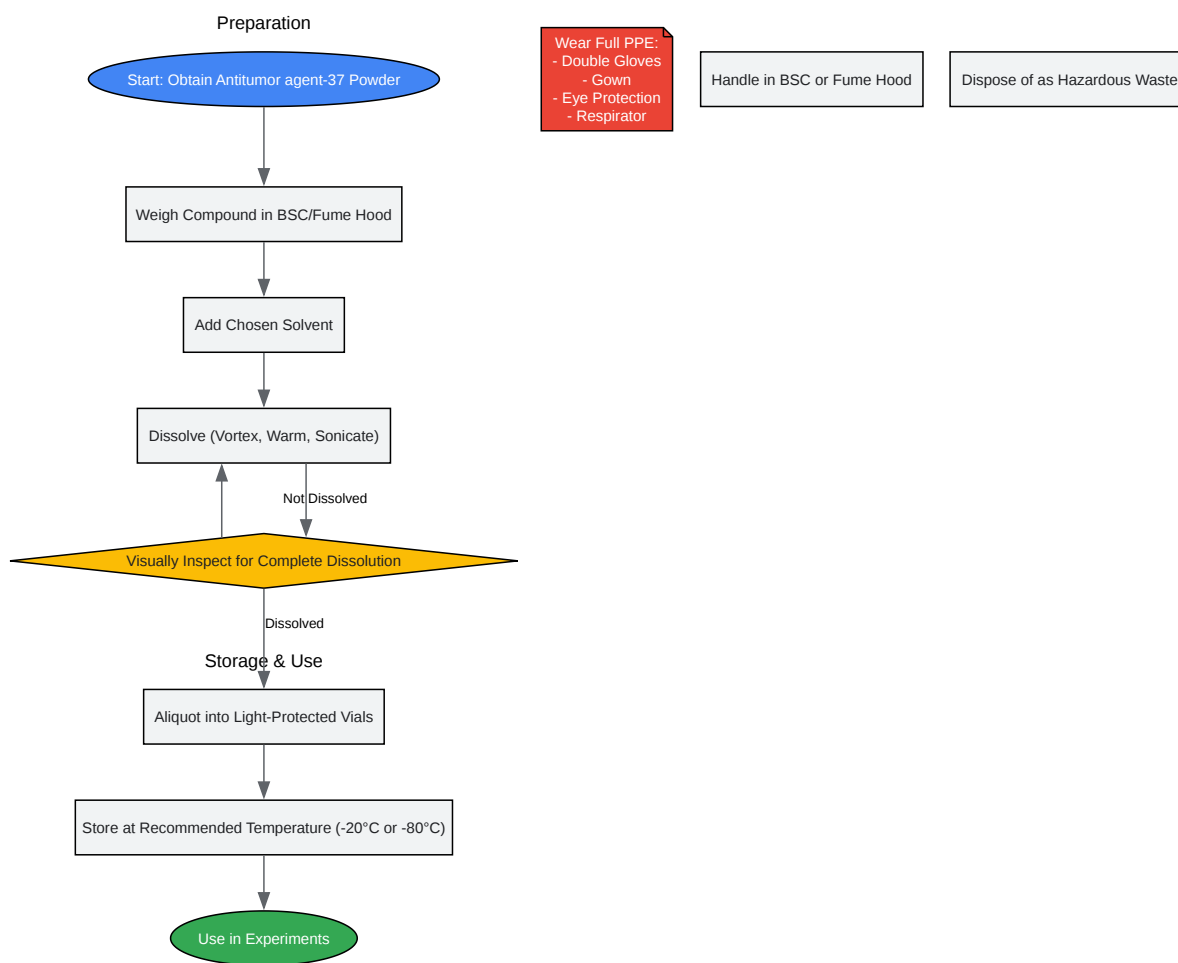 Preparation
Start: Obtain Antitumor agent-37 Powder
Wear Full PPE:
- Double Gloves
- Gown
- Eye Protection
- Respirator
Handle in BSC or Fume Hood
Dispose of as Hazardous Waste
Weigh Compound in BSC/Fume Hood
Add Chosen Solvent
Dissolve (Vortex, Warm, Sonicate)
Not Dissolved
Visually Inspect for Complete Dissolution
Dissolved
Storage & Use
Aliquot into Light-Protected Vials
Store at Recommended Temperature (-20°C or -80°C)
Use in Experiments